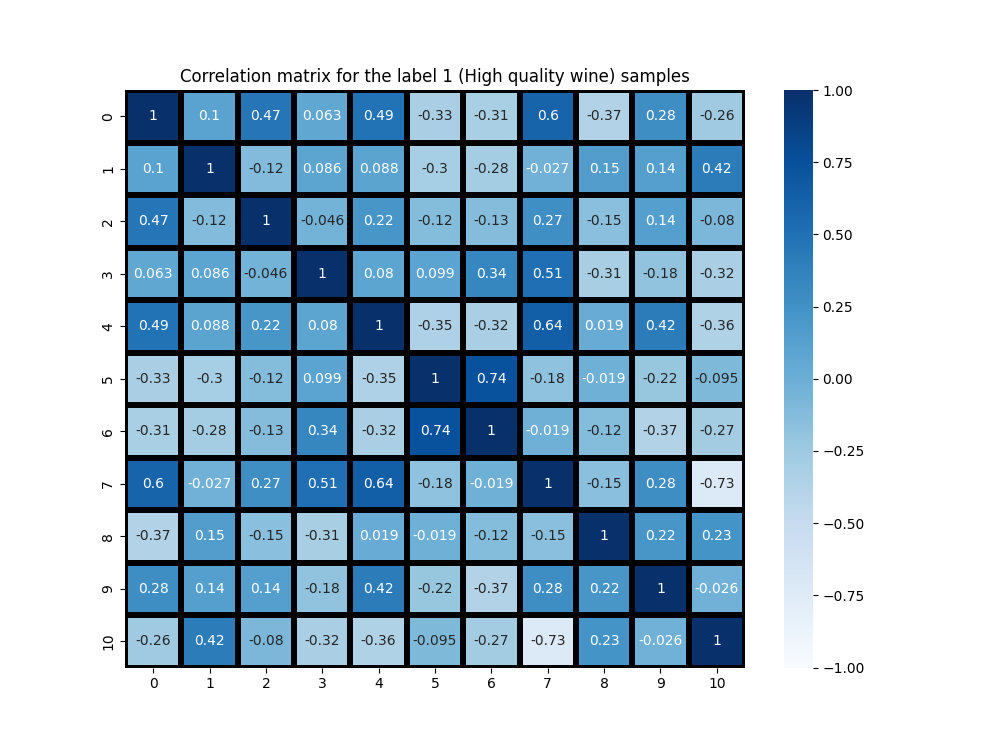 Correlation matrix for the label 1 (High quality wine) samples
0 1 0.1 0.47 0.063 0.49 -0.33 -0.31 0.6 -0.37 0.28 -0.26
1 0.1 1 -0.12 0.086 0.088 -0.3 -0.28 -0.027 0.15 0.14 0.42
2 0.47 -0.12 1 -0.046 0.22 -0.12 -0.13 0.27 -0.15 0.14 -0.08
3 0.063 0.086 -0.046 1 0.08 0.099 0.34 0.51 -0.31 -0.18 -0.32
4 0.49 0.088 0.22 0.08 1 -0.35 -0.32 0.64 0.019 0.42 -0.36
5 -0.33 -0.3 -0.12 0.099 -0.35 1 0.74 -0.18 -0.019 -0.22 -0.095
6 -0.31 -0.28 -0.13 0.34 -0.32 0.74 1 -0.019 -0.12 -0.37 -0.27
7 0.6 -0.027 0.27 0.51 0.64 -0.18 -0.019 1 -0.15 0.28 -0.73
8 -0.37 0.15 -0.15 -0.31 0.019 -0.019 -0.12 -0.15 1 0.22 0.23
9 0.28 0.14 0.14 -0.18 0.42 -0.22 -0.37 0.28 0.22 1 -0.026
10 -0.26 0.42 -0.08 -0.32 -0.36 -0.095 -0.27 -0.73 0.23 -0.026 1
0 1 2 3 4 5 6 7 8 9 10
1.00
0.75
0.50
0.25
0.00
−0.25
−0.50
−0.75
−1.00